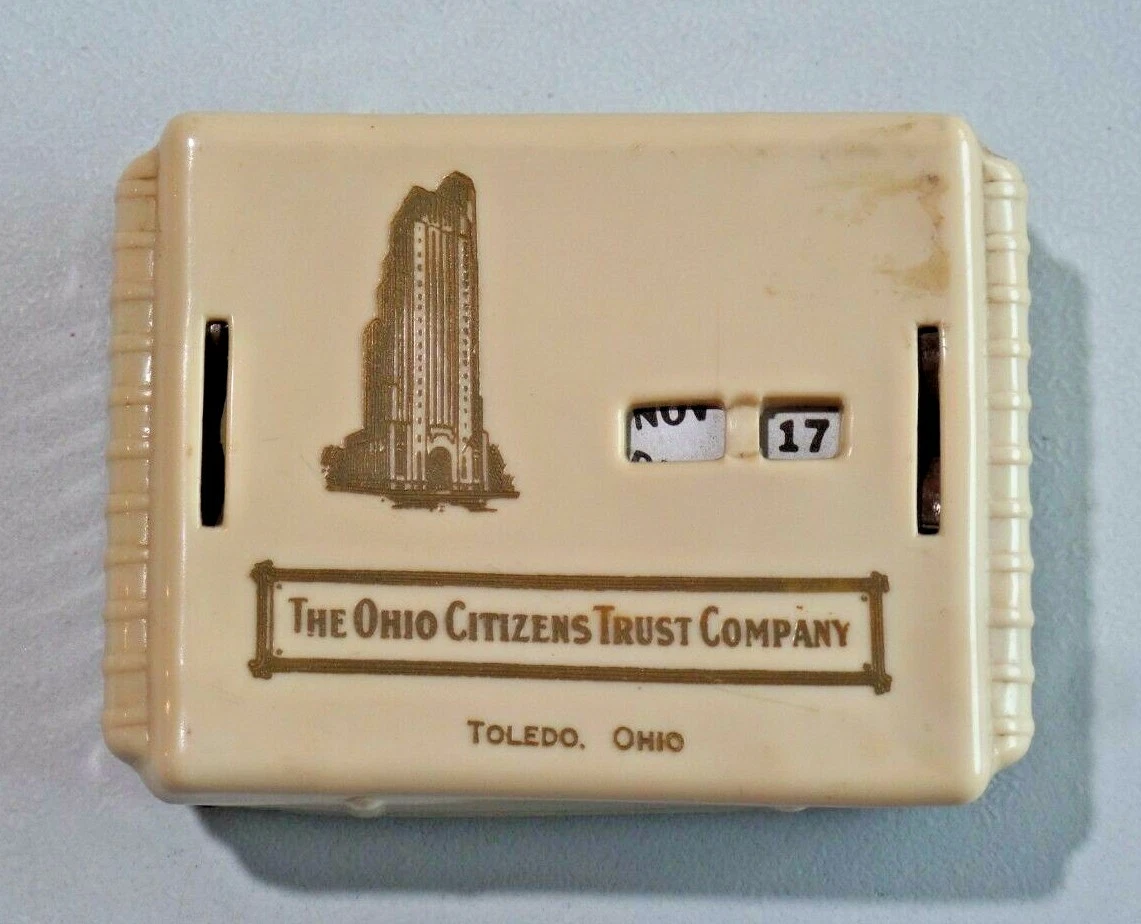 NOV 17
THE OHIO CITIZENS TRUST COMPANY
TOLEDO, OHIO